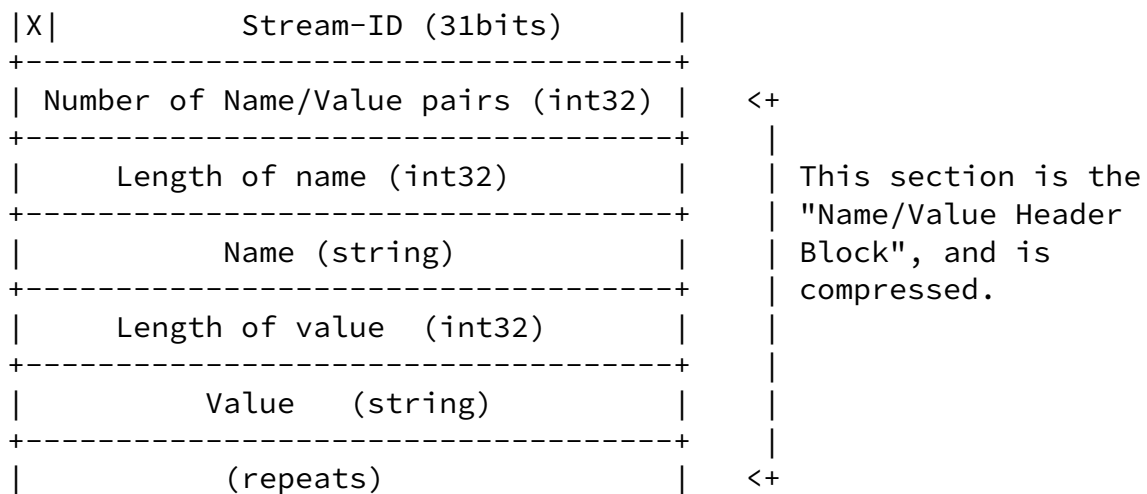 |X|           Stream-ID (31bits)       |
+------------------------------------+
| Number of Name/Value pairs (int32) |   <+
+------------------------------------+    |
|     Length of name (int32)         |    | This section is the
+------------------------------------+    | "Name/Value Header
|           Name (string)            |    | Block", and is
+------------------------------------+    | compressed.
|     Length of value  (int32)       |    |
+------------------------------------+    |
|          Value   (string)          |    |
+------------------------------------+    |
|           (repeats)                |   <+